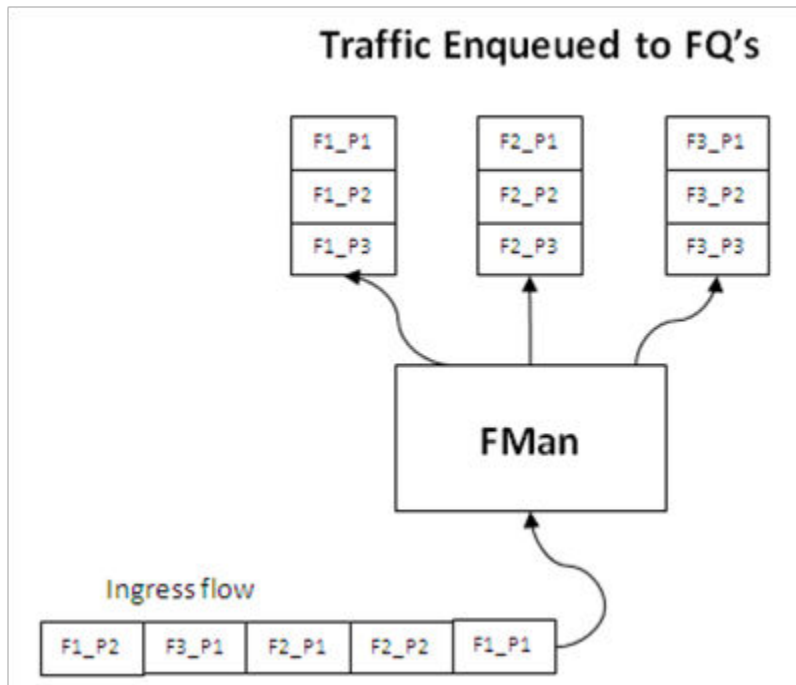 Traffic Enqueued to FQ's
F1_P1 F2_P1 F3_P1
F1_P2 F2_P2 F3_P2
F1_P3 F2_P3 F3_P3
FMan
Ingress flow
F1_P2 F3_P1 F2_P1 F2_P2 F1_P1